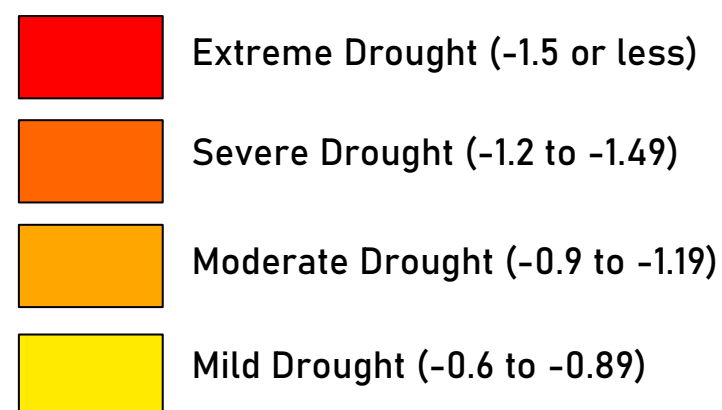 Extreme Drought (-1.5 or less)
Severe Drought (-1.2 to -1.49)
Moderate Drought (-0.9 to -1.19)
Mild Drought (-0.6 to -0.89)